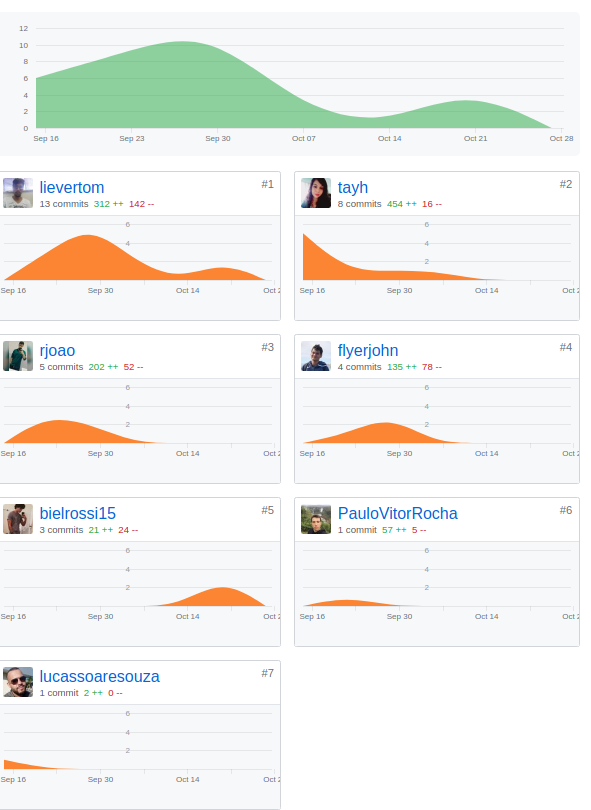 12
10
8
6
4
2
0
Sep 16 Sep 23 Sep 30 Oct 07 Oct 14 Oct 21 Oct 28
lievertom #1
13 commits 312 ++ 142 --
6
4
2
Sep 16 Sep 30 Oct 14 Oct 2
tayh #2
8 commits 454 ++ 16 --
6
4
2
Sep 16 Sep 30 Oct 14 Oct 2
rjoao #3
5 commits 202 ++ 52 --
6
4
2
Sep 16 Sep 30 Oct 14 Oct 2
flyerjohn #4
4 commits 135 ++ 78 --
6
4
2
Sep 16 Sep 30 Oct 14 Oct 2
bielrossi15 #5
3 commits 21 ++ 24 --
6
4
2
Sep 16 Sep 30 Oct 14 Oct 2
PauloVitorRocha #6
1 commit 57 ++ 5 --
6
4
2
Sep 16 Sep 30 Oct 14 Oct 2
lucassoaresouza #7
1 commit 2 ++ 0 --
6
4
2
Sep 16 Sep 30 Oct 14 Oct 2